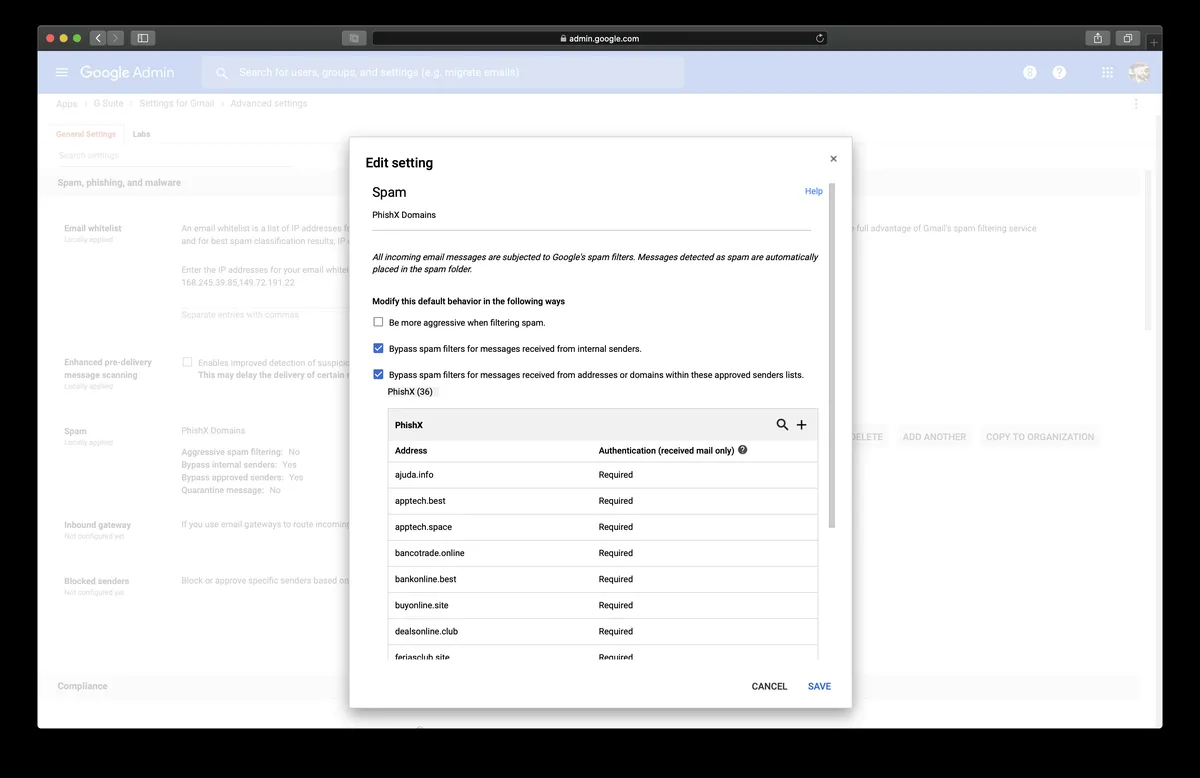 admin.google.com
Google Admin
Search for users, groups, and settings (e.g. migrate emails)
8
?
Apps › G Suite › Settings for Gmail › Advanced settings
General Settings
Labs
Search settings
Spam, phishing, and malware
Email whitelist
Locally applied
An email whitelist is a list of IP addresses
full advantage of Gmail's spam filtering service
and for best spam classification results, IP
Enter the IP addresses for your email
168.245.39.85,149.72.191.22
Separate entries with commas
Enhanced pre-delivery
message scanning
Locally applied
Enables improved detection of
This may delay the delivery of certain
Spam
Locally applied
PhishX Domains
Aggressive spam filtering: No
Bypass internal senders: Yes
Bypass approved senders: Yes
Quarantine message: No
ADD ANOTHER
COPY TO ORGANIZATION
Inbound gateway
Not configured yet
If you use email gateways to route
Blocked senders
Not configured yet
Block or approve specific senders based on
Compliance
Edit setting
×
Spam
Help
PhishX Domains
All incoming email messages are subjected to Google's spam filters. Messages detected as spam are automatically
placed in the spam folder.
Modify this default behavior in the following ways
Be more aggressive when filtering spam.
Bypass spam filters for messages received from internal senders.
Bypass spam filters for messages received from addresses or domains within these approved senders lists.
PhishX (36)
PhishX
Address
Authentication (received mail only) ?
ajuda.info
Required
apptech.best
Required
apptech.space
Required
bancotrade.online
Required
bankonline.best
Required
buyonline.site
Required
dealsonline.club
Required
feriasclub.site
Required
CANCEL
SAVE